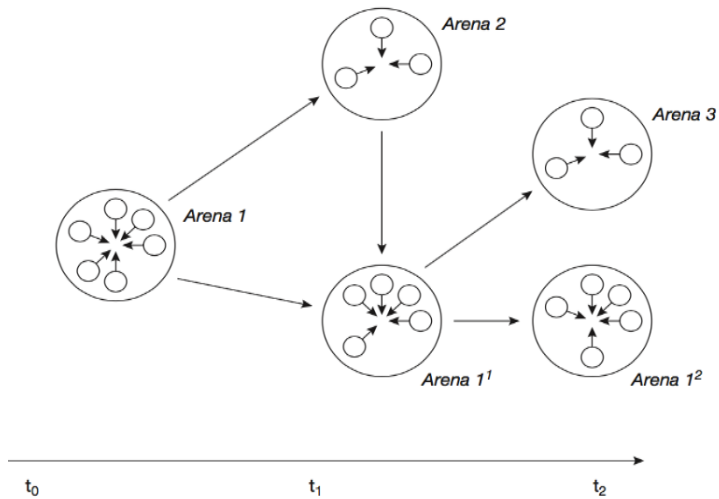 Arena 2
Arena 3
Arena 1
Arena 1¹
Arena 1²
t₀
t₁
t₂